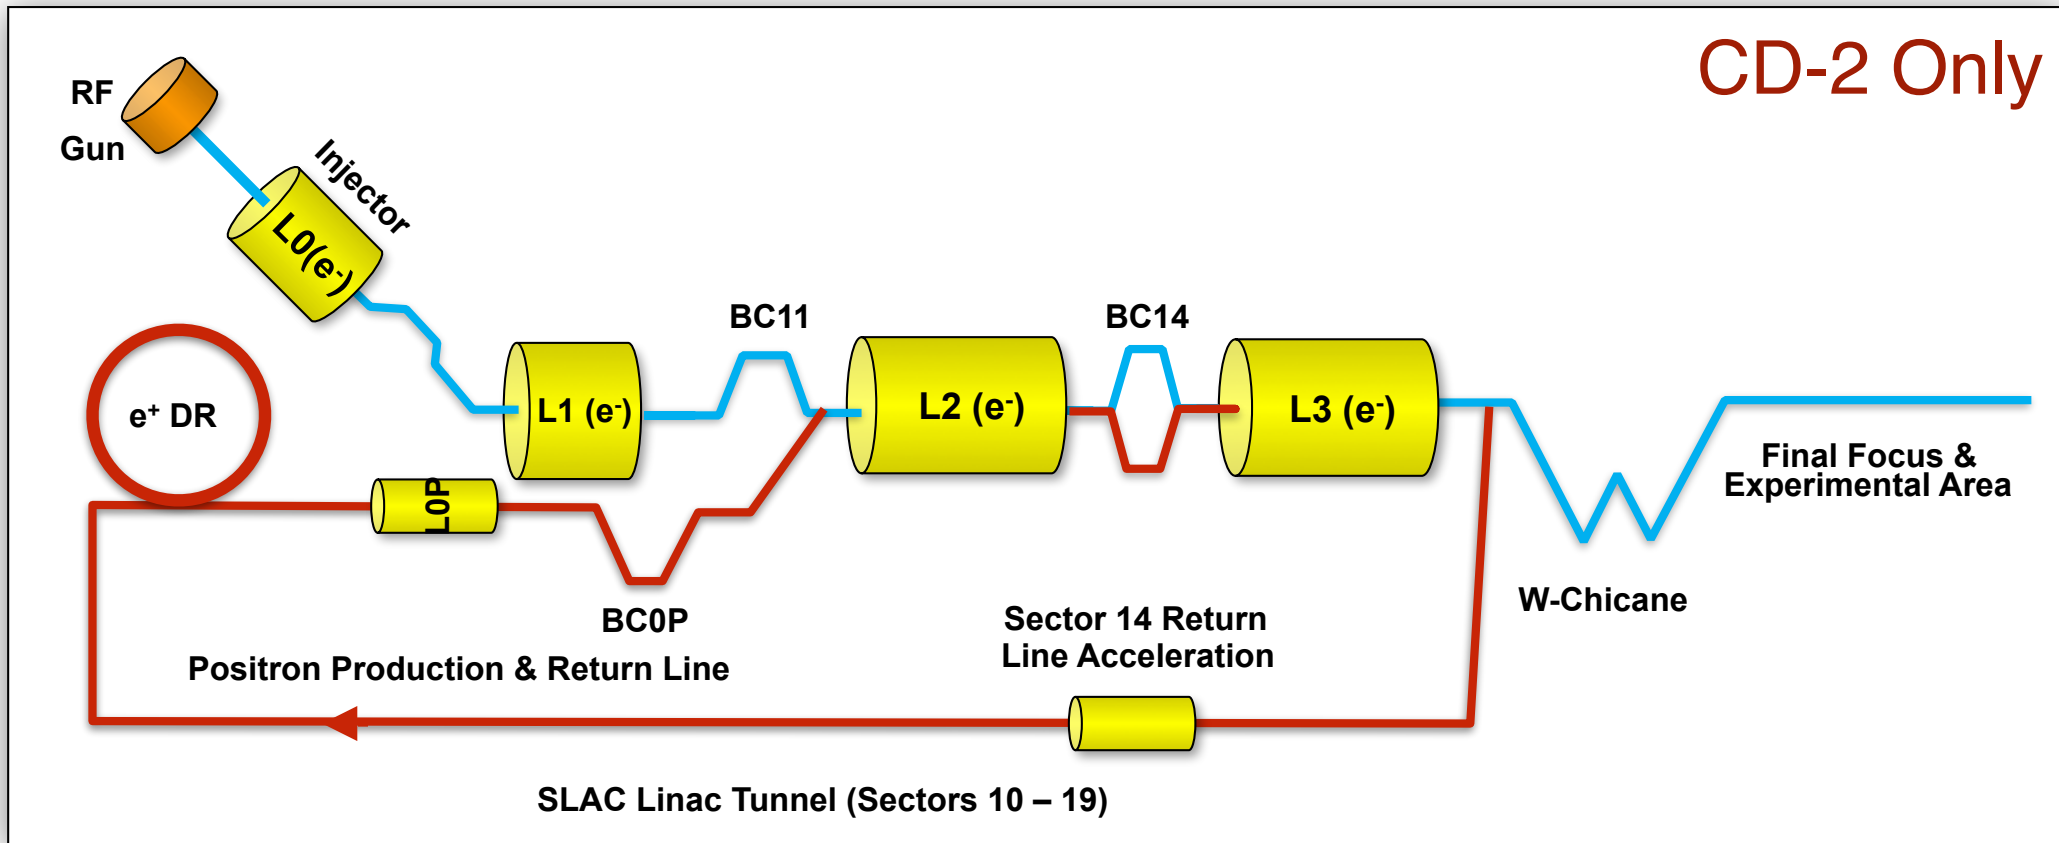 CD-2 Only
RF
Gun
Injector
L0(e-)
BC11
BC14
e+ DR
L1 (e-)
L2 (e-)
L3 (e-)
Final Focus &
Experimental Area
L0P
BC0P
Sector 14 Return
Line Acceleration
W-Chicane
Positron Production & Return Line
SLAC Linac Tunnel (Sectors 10 – 19)